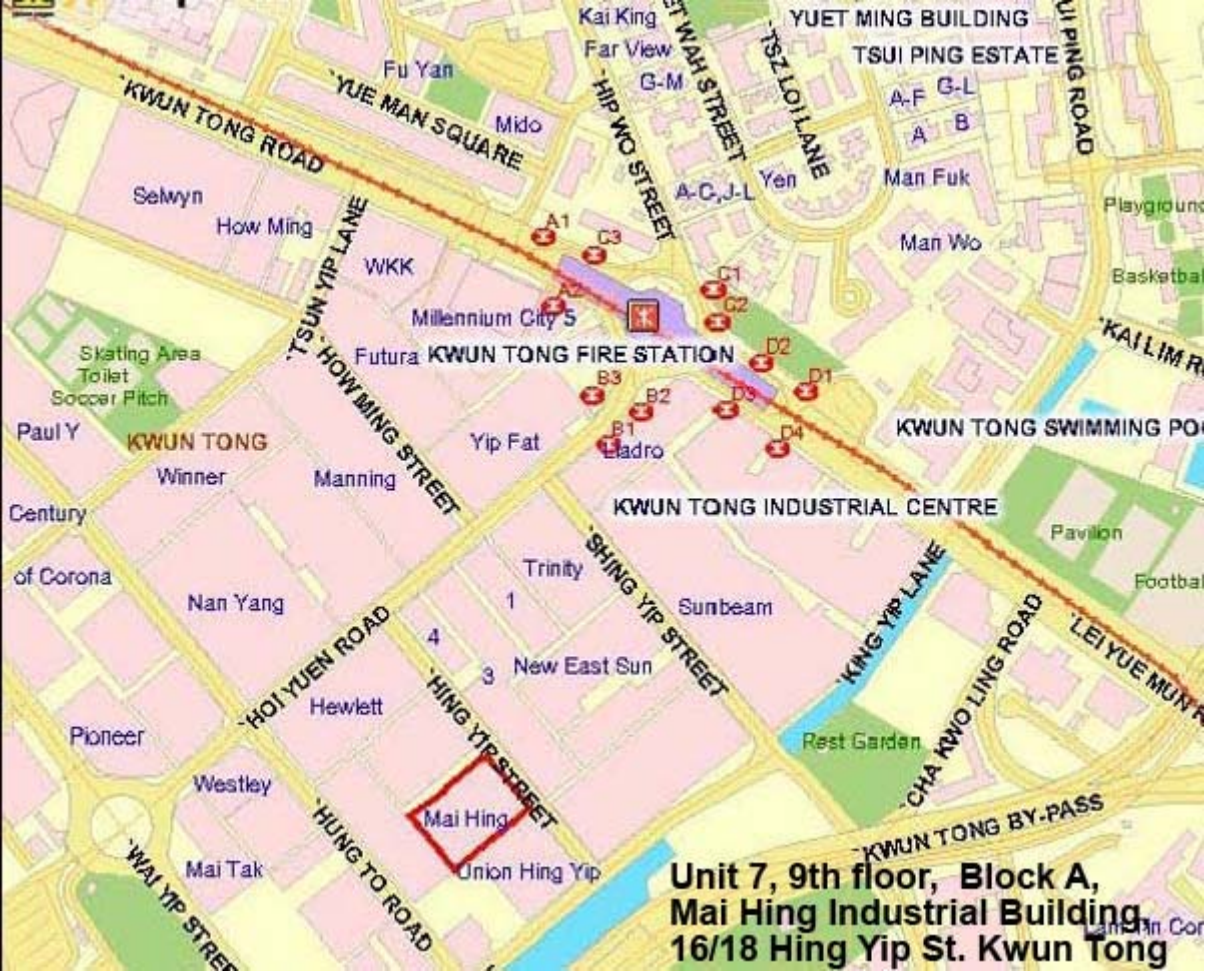 Kai King
YUET MING BUILDING
Far View
TSUI PING ESTATE
G-M
Fu Yan
A-F G-L
A B
Mido
'YUE MAN SQUARE
'KWUN TONG ROAD
'HIP WO STREET
WAH STREET
'TSZ LOI LANE
UI PING ROAD
A-C,J-L
Yen
Man Fuk
Man Wo
Playground
Basketbal
'KAI LIM R
Selwyn
How Ming
'TSUN YIP LANE
WKK
A1
C3
C1
C2
A2
Millennium City 5
Futura
KWUN TONG FIRE STATION
D2
D1
D3
D4
B3
B2
B1
Skating Area
Toilet
Soccer Pitch
'HOW MING STREET
Paul Y
KWUN TONG
Winner
Manning
Yip Fat
Lladro
KWUN TONG SWIMMING PO
KWUN TONG INDUSTRIAL CENTRE
Century
of Corona
Nan Yang
Trinity
1
4
3
New East Sun
'SHING YIP STREET
Sunbeam
'KING YIP LANE
Pavilion
Footbal
'LEI YUE MUN R
'CHA KWO LING ROAD
'HOI YUEN ROAD
Hewlett
'HING YIP STREET
Pioneer
Westley
Rest Garden
'KWUN TONG BY-PASS
Mai Hing
Union Hing Yip
'HUNG TO ROAD
Mai Tak
'WAI YIP STREE
Unit 7, 9th floor, Block A,
Mai Hing Industrial Building,
16/18 Hing Yip St. Kwun Tong